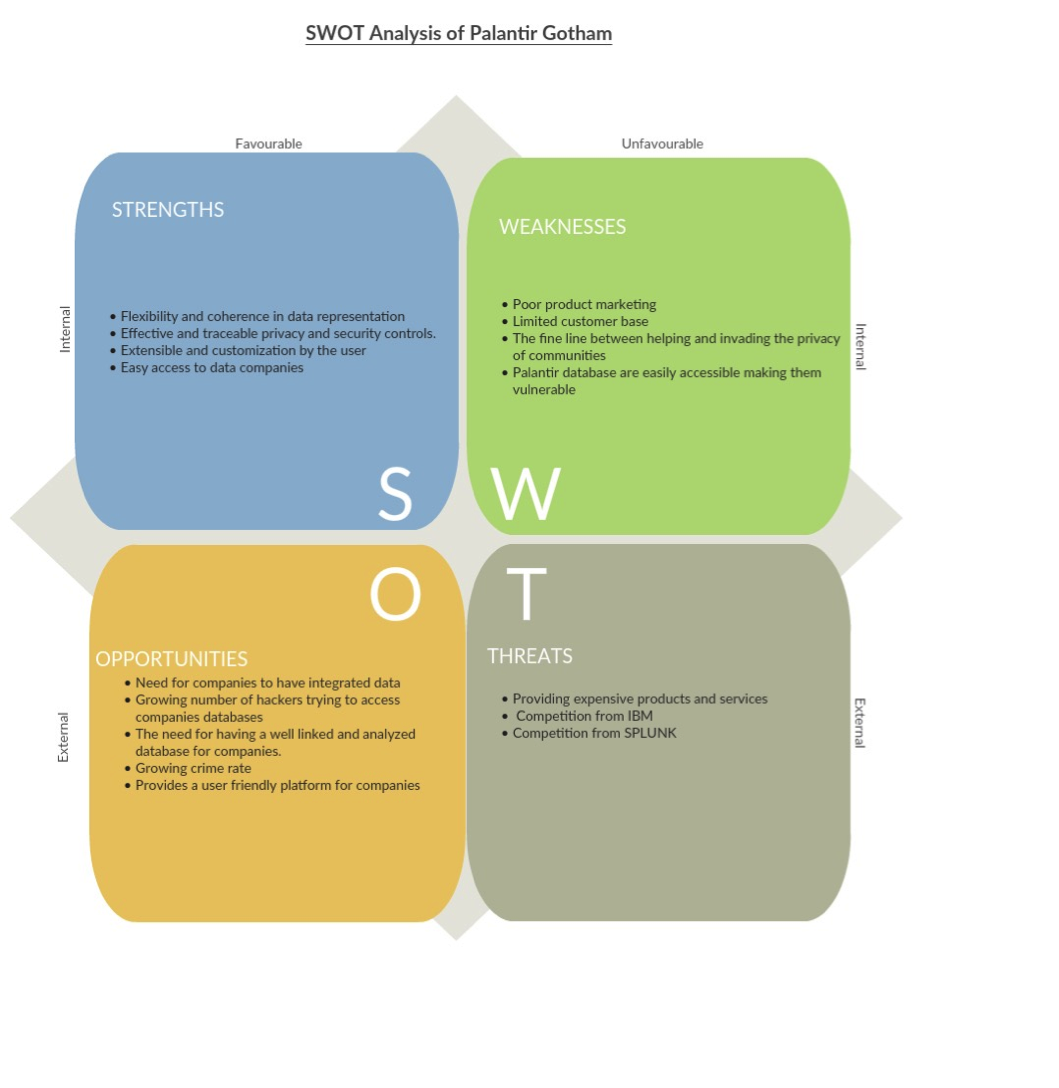 SWOT Analysis of Palantir Gotham
Favourable
Unfavourable
Internal
STRENGTHS
• Flexibility and coherence in data representation
• Effective and traceable privacy and security controls.
• Extensible and customization by the user
• Easy access to data companies
S
WEAKNESSES
• Poor product marketing
• Limited customer base
• The fine line between helping and invading the privacy
of communities
• Palantir database are easily accessible making them
vulnerable
W
Internal
External
O
OPPORTUNITIES
• Need for companies to have integrated data
• Growing number of hackers trying to access
companies databases
• The need for having a well linked and analyzed
database for companies.
• Growing crime rate
• Provides a user friendly platform for companies
T
THREATS
• Providing expensive products and services
• Competition from IBM
• Competition from SPLUNK
External